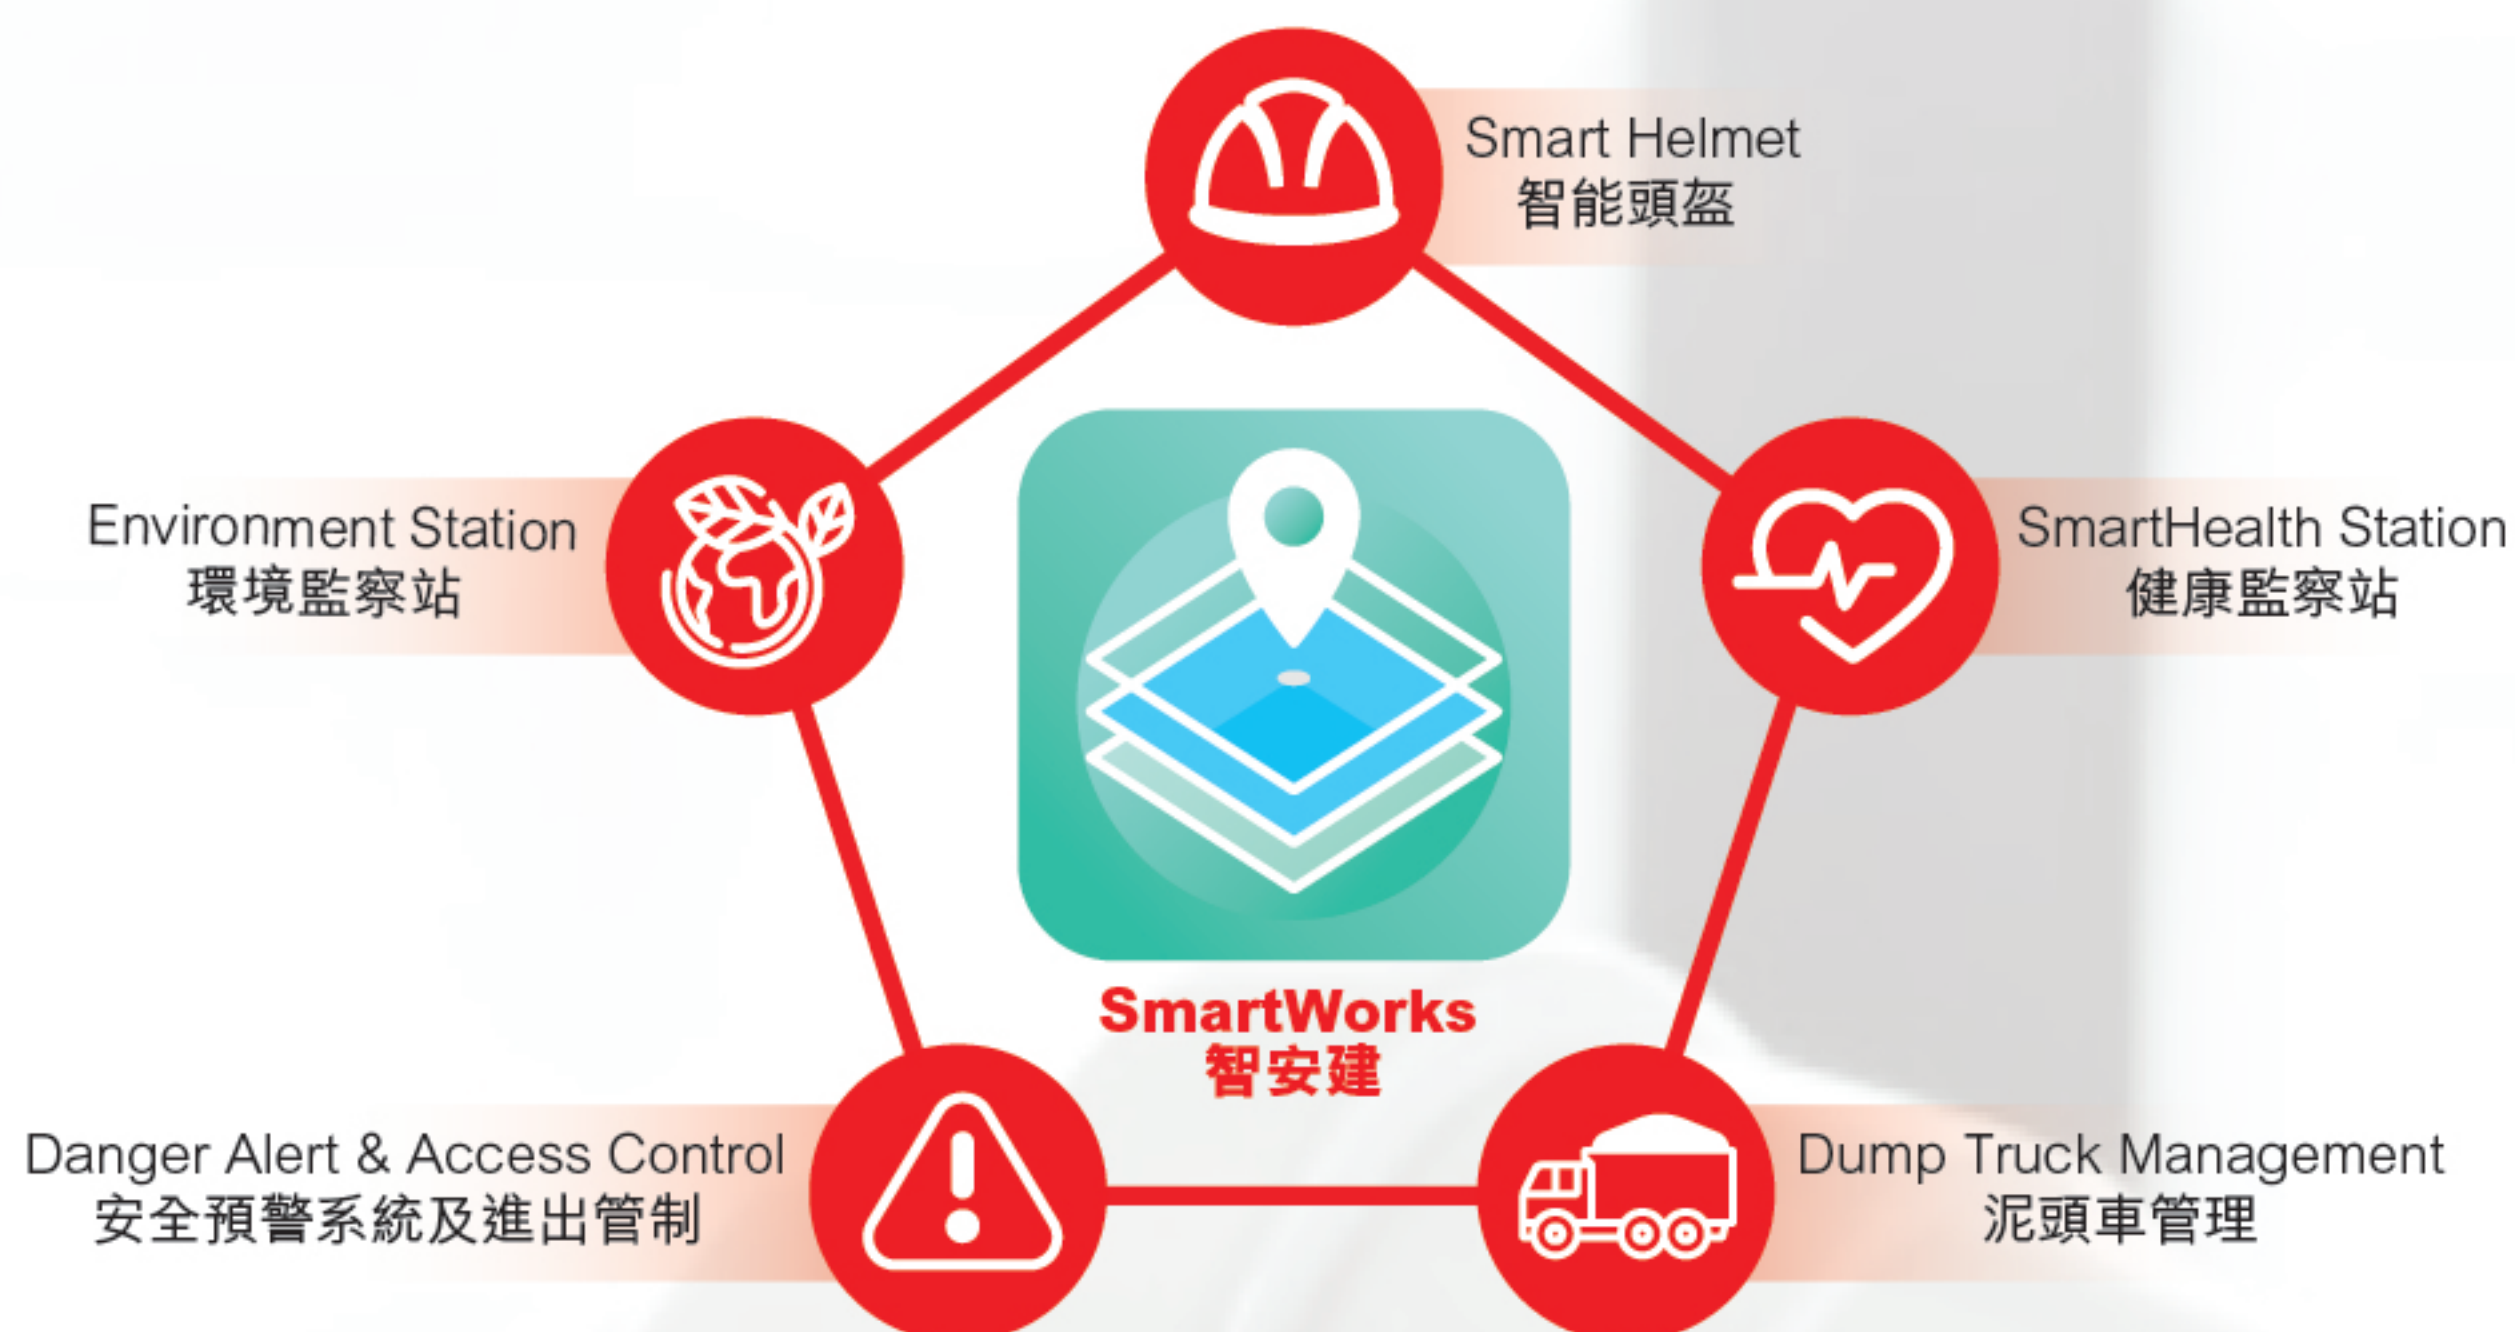 Smart Helmet
智能頭盔
Environment Station
環境監察站
SmartHealth Station
健康監察站
SmartWorks
智安建
Danger Alert & Access Control
安全預警系統及進出管制
Dump Truck Management
泥頭車管理